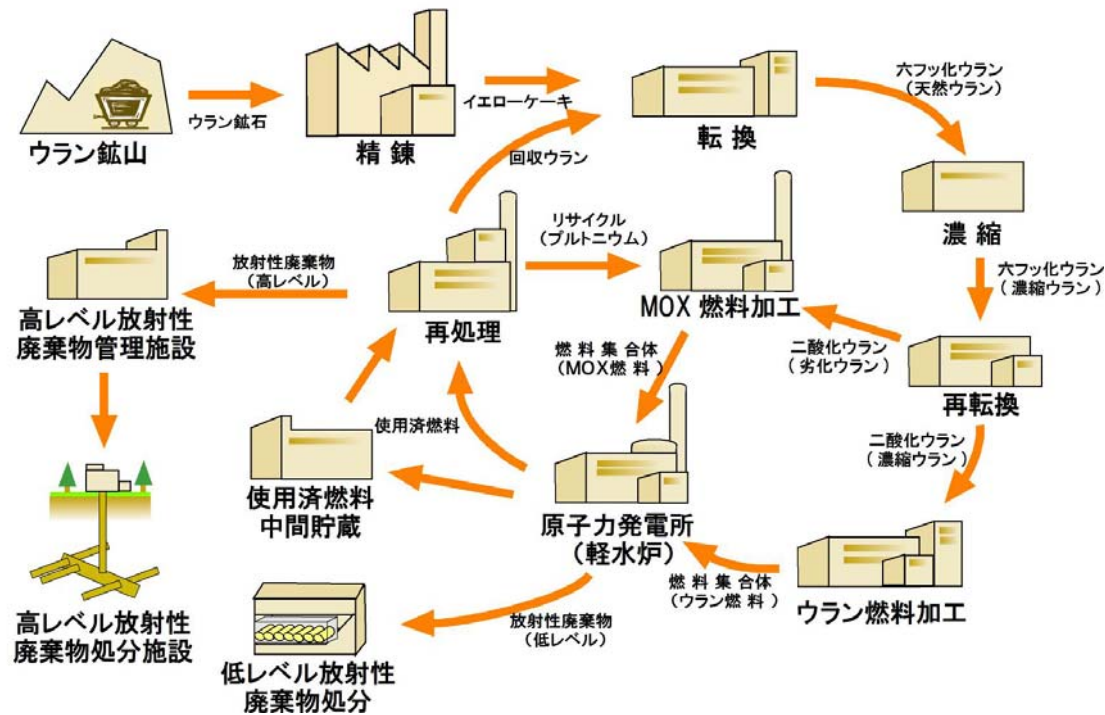 ウラン鉱山
ウラン鉱石
精 錬
イエローケーキ
転 換
六フッ化ウラン
(天然ウラン)
回収ウラン
濃 縮
リサイクル
(プルトニウム)
放射性廃棄物
(高レベル)
高レベル放射性
廃棄物管理施設
再処理
MOX 燃料加工
六フッ化ウラン
( 濃縮ウラン )
二酸化ウラン
( 劣化ウラン )
再転換
燃 料 集 合 体
(MOX燃 料 )
使用済燃料
二酸化ウラン
( 濃縮ウラン )
使用済燃料
中間貯蔵
原子力発電所
(軽水炉)
燃 料 集 合 体
(ウラン燃 料 )
ウラン燃料加工
高レベル放射性
廃棄物処分施設
放射性廃棄物
(低レベル)
低レベル放射性
廃棄物処分